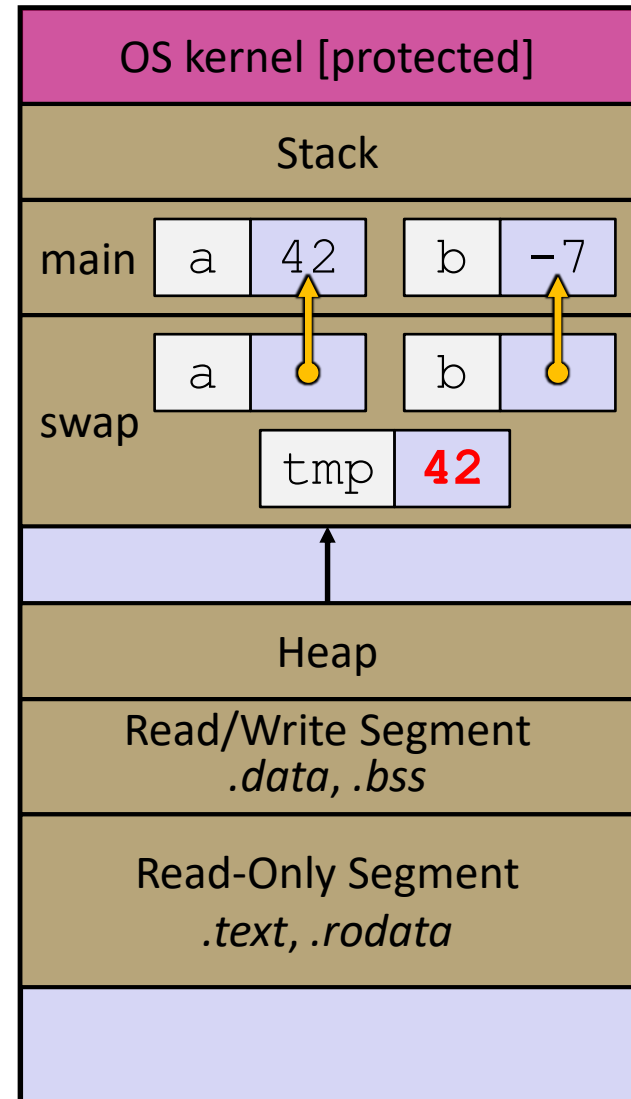 OS kernel [protected]
Stack
main a 42 b -7
a b
swap
tmp 42
Heap
Read/Write Segment
.data, .bss
Read-Only Segment
.text, .rodata